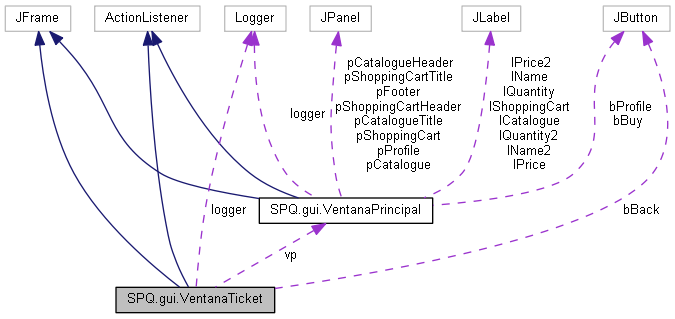 JFrame
ActionListener
Logger
JPanel
JLabel
JButton
logger
pCatalogueHeader
pShoppingCartTitle
pFooter
pShoppingCartHeader
pCatalogueTitle
pShoppingCart
pProfile
pCatalogue
lPrice2
lName
lQuantity
lShoppingCart
lCatalogue
lQuantity2
lName2
lPrice
bProfile
bBuy
SPQ.gui.VentanaPrincipal
logger
bBack
vp
SPQ.gui.VentanaTicket